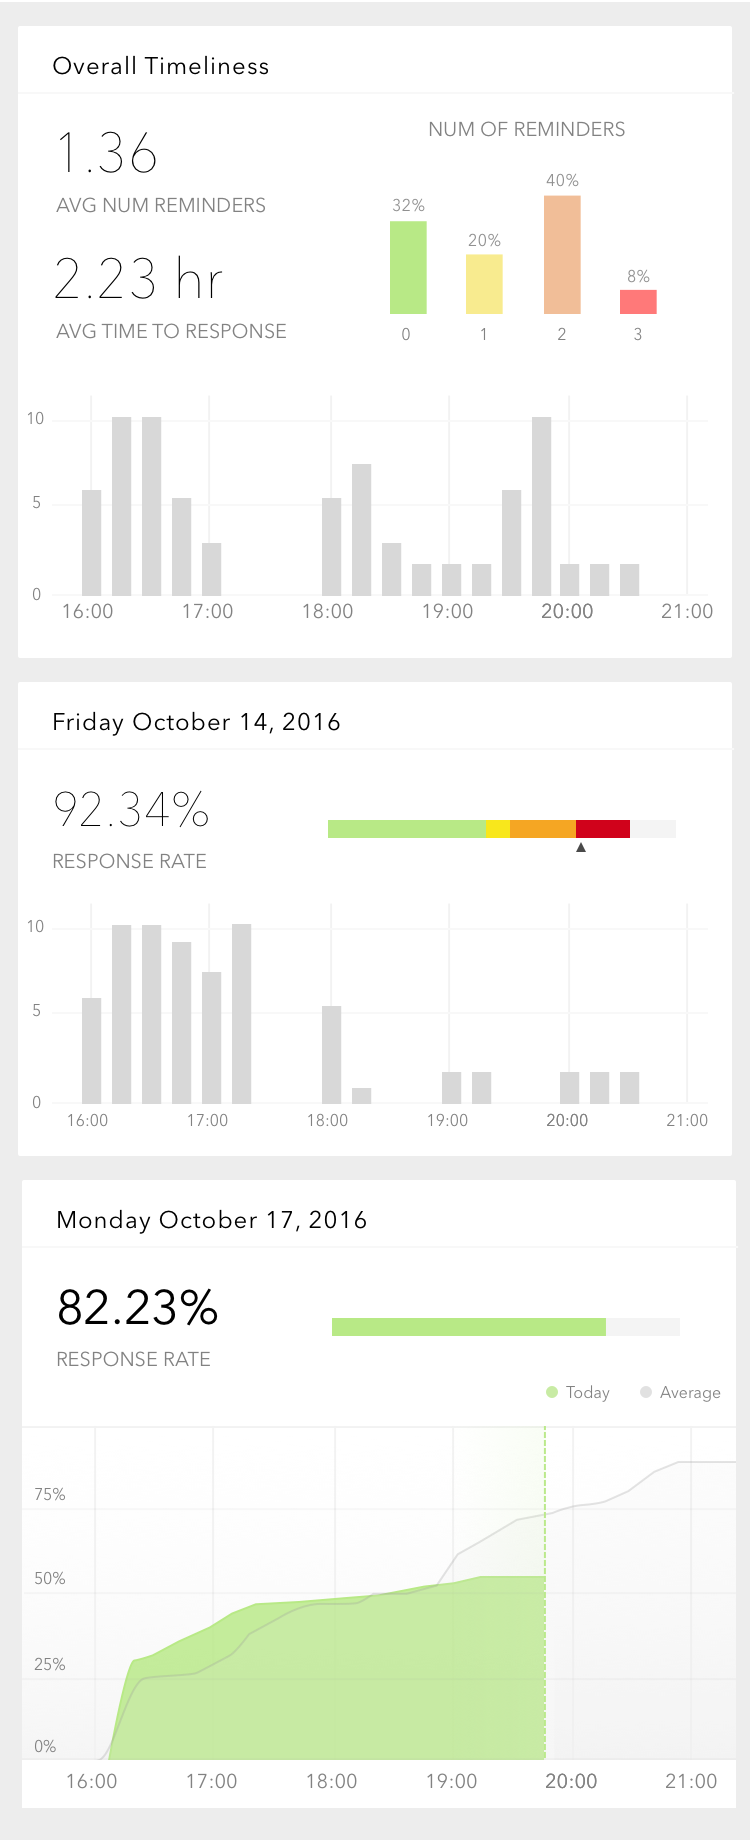 Overall Timeliness
1.36
AVG NUM REMINDERS
2.23 hr
AVG TIME TO RESPONSE
NUM OF REMINDERS
32% 20% 40% 8%
0 1 2 3
10
5
0
16:00 17:00 18:00 19:00 20:00 21:00
Friday October 14, 2016
92.34%
RESPONSE RATE
10
5
0
16:00 17:00 18:00 19:00 20:00 21:00
Monday October 17, 2016
82.23%
RESPONSE RATE
Today Average
75%
50%
25%
0%
16:00 17:00 18:00 19:00 20:00 21:00